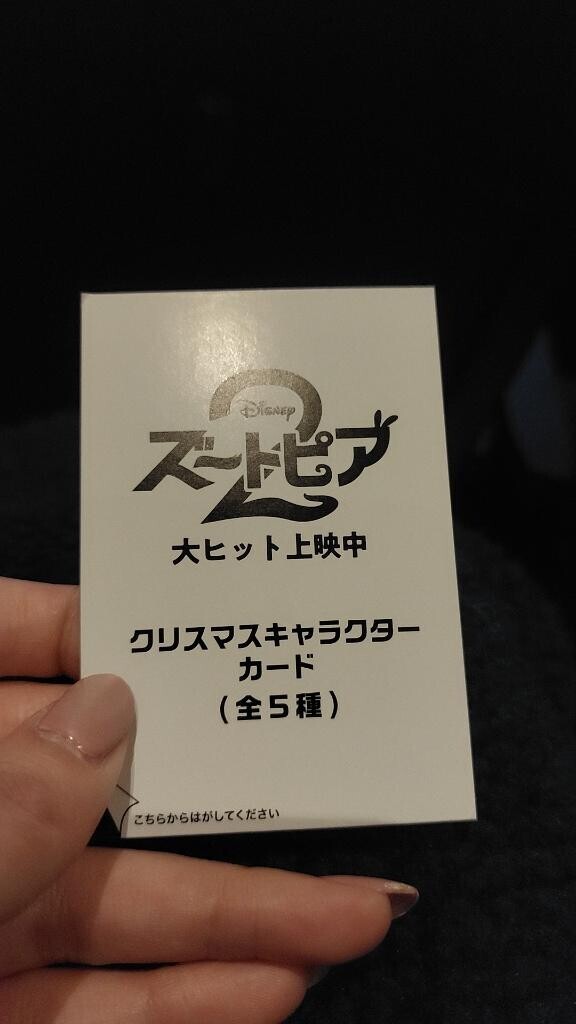 Disney
ズートピア
2
大ヒット上映中
クリスマスキャラクター
カード
(全5種)
こちらからはがしてください